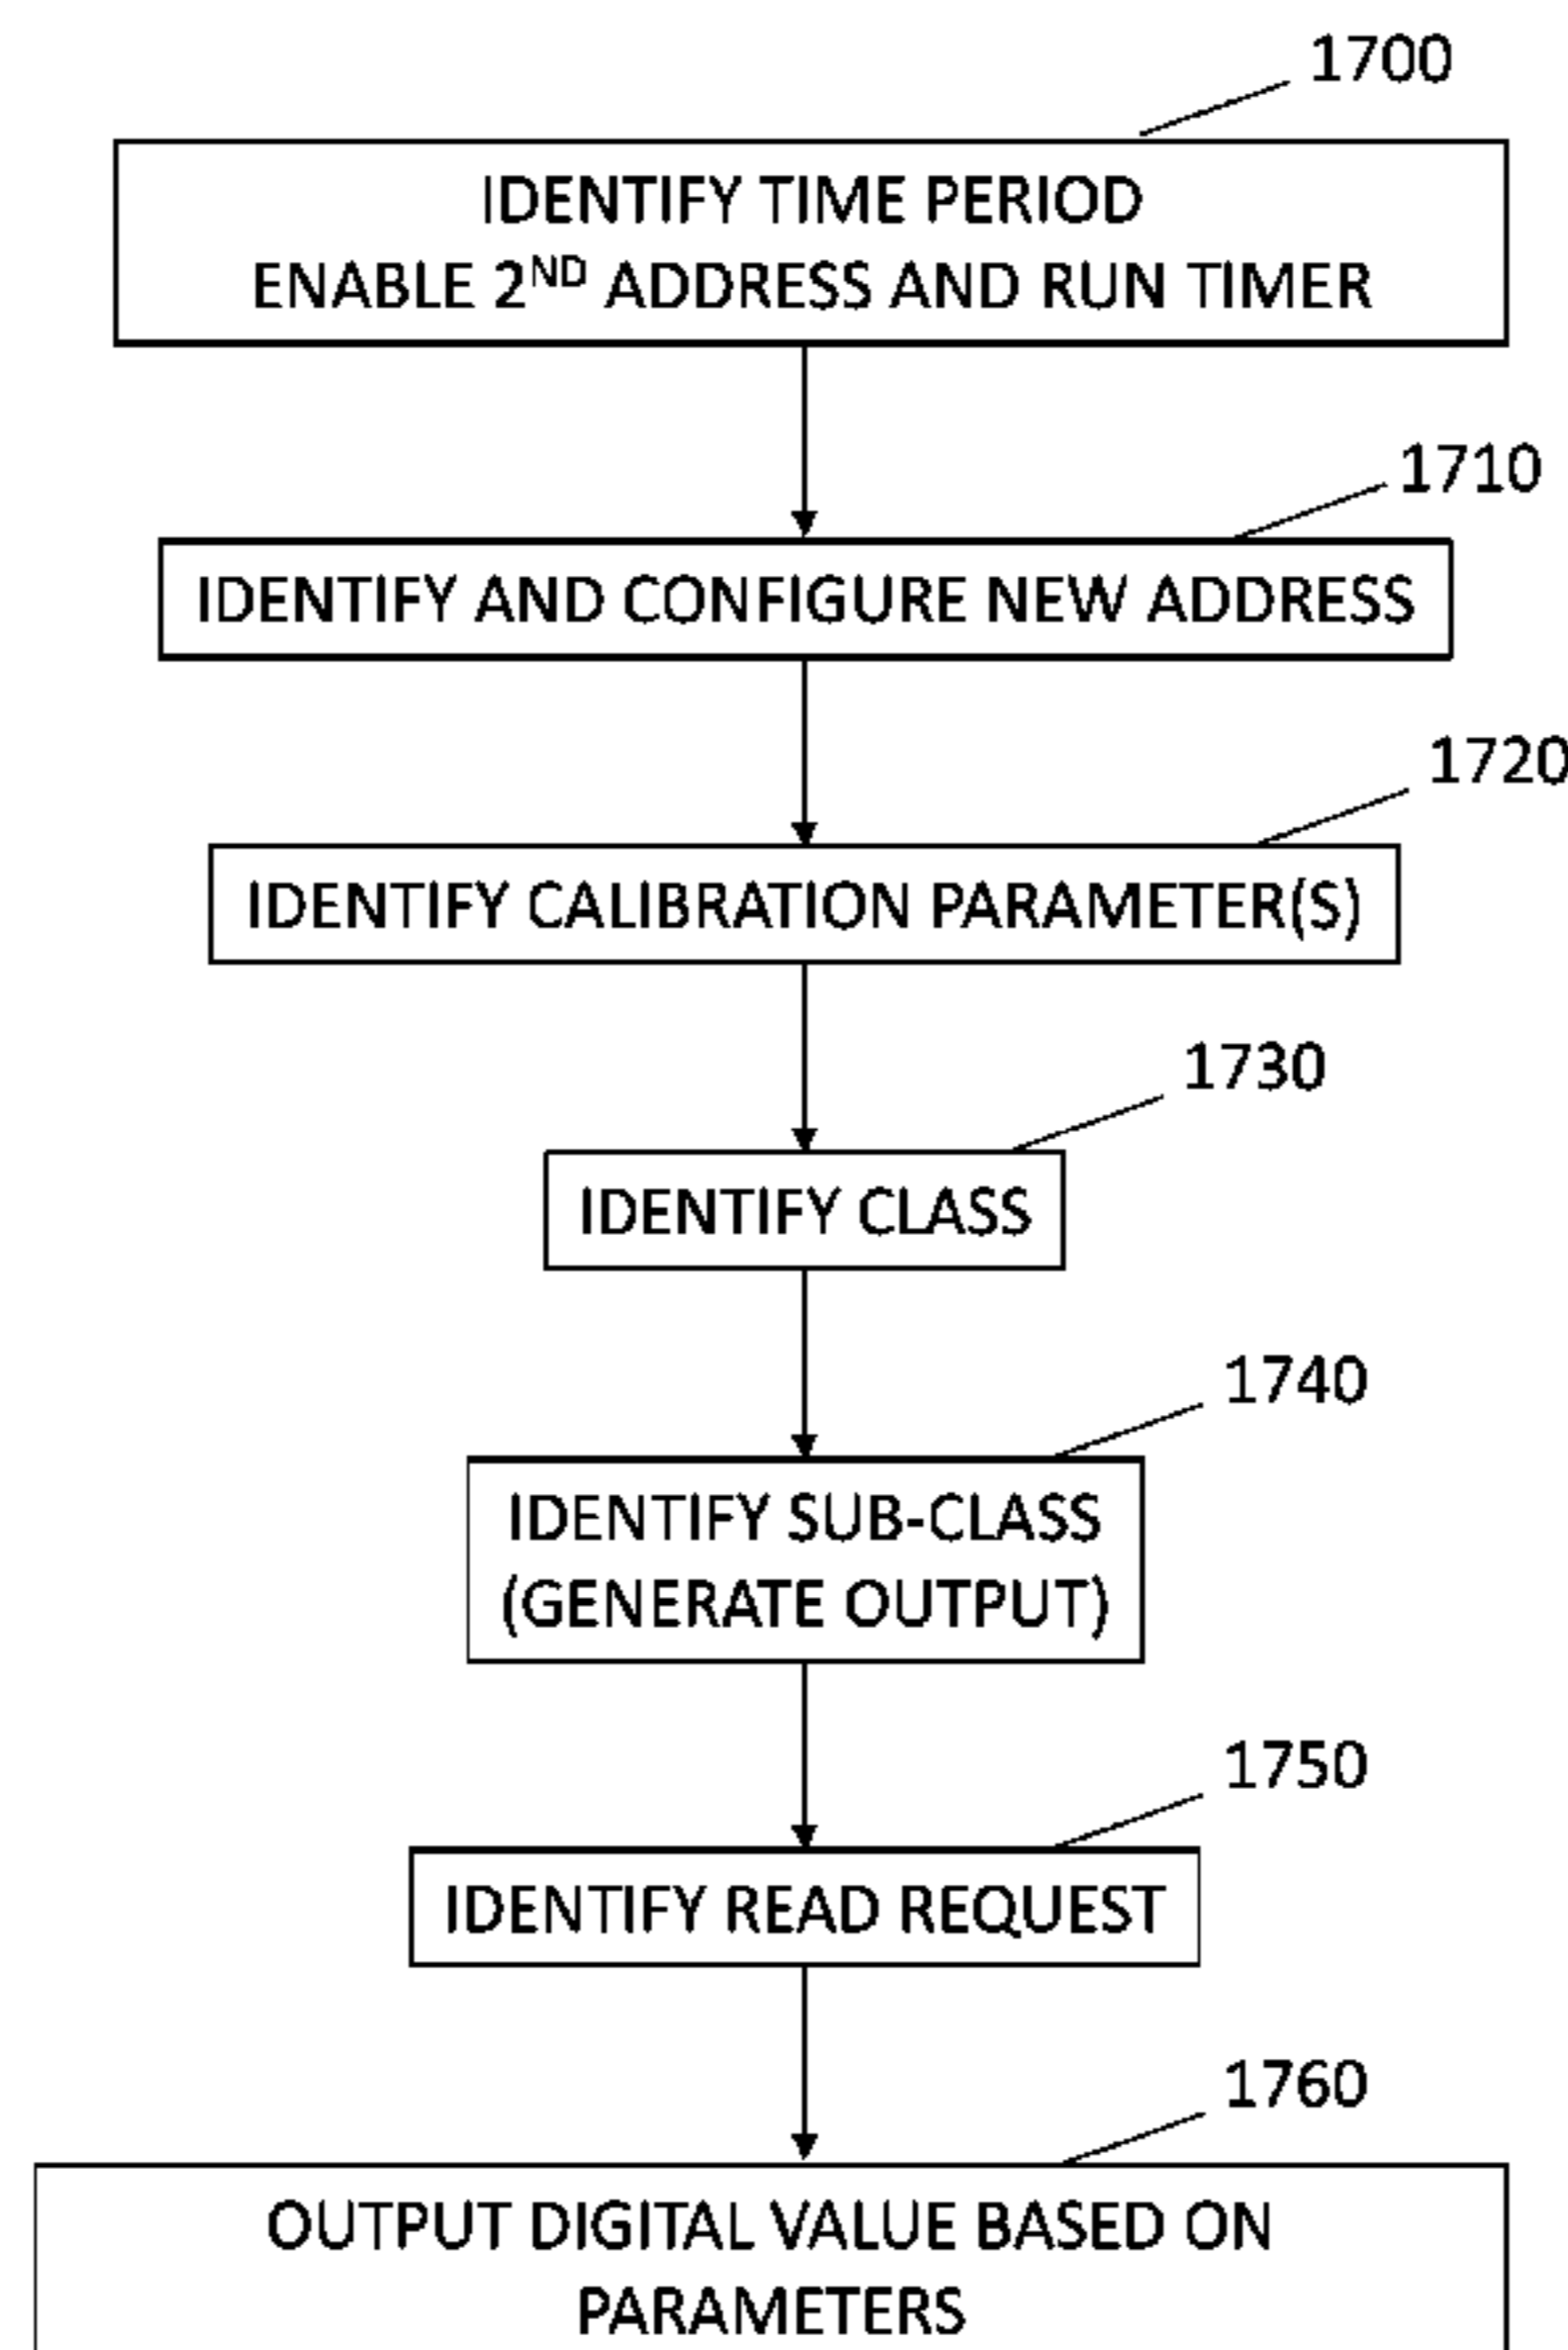 1700
IDENTIFY TIME PERIOD
ENABLE 2ND ADDRESS AND RUN TIMER
1710
IDENTIFY AND CONFIGURE NEW ADDRESS
1720
IDENTIFY CALIBRATION PARAMETER(S)
1730
IDENTIFY CLASS
1740
IDENTIFY SUB-CLASS
(GENERATE OUTPUT)
1750
IDENTIFY READ REQUEST
1760
OUTPUT DIGITAL VALUE BASED ON
PARAMETERS